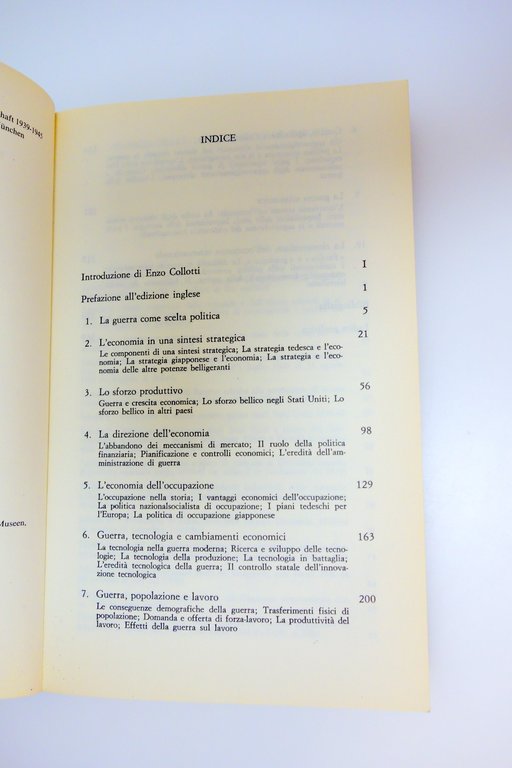 haft 1939-1945
München
Museen.
INDICE
Introduzione di Enzo Collotti I
Prefazione all'edizione inglese 1
1. La guerra come scelta politica 5
2. L'economia in una sintesi strategica 21
Le componenti di una sintesi strategica; La strategia tedesca e l'eco-
nomia; La strategia giapponese e l'economia; La strategia e l'eco-
nomia delle altre potenze belligeranti
3. Lo sforzo produttivo 56
Guerra e crescita economica; Lo sforzo bellico negli Stati Uniti; Lo
sforzo bellico in altri paesi
4. La direzione dell'economia 98
L'abbandono dei meccanismi di mercato; Il ruolo della politica
finanziaria; Pianificazione e controlli economici; L'eredità dell'am-
ministrazione di guerra
5. L'economia dell'occupazione 129
L'occupazione nella storia; I vantaggi economici dell'occupazione;
La politica nazionalsocialista di occupazione; I piani tedeschi per
l'Europa; La politica di occupazione giapponese
6. Guerra, tecnologia e cambiamenti economici 163
La tecnologia nella guerra moderna; Ricerca e sviluppo delle tecno-
logie; La tecnologia della produzione; La tecnologia in battaglia;
L'eredità tecnologica della guerra; Il controllo statale dell'innova-
zione tecnologica
7. Guerra, popolazione e lavoro 200
Le conseguenze demografiche della guerra; Trasferimenti fisici di
popolazione; Domanda e offerta di forza-lavoro; La produttività del
lavoro; Effetti della guerra sul lavoro